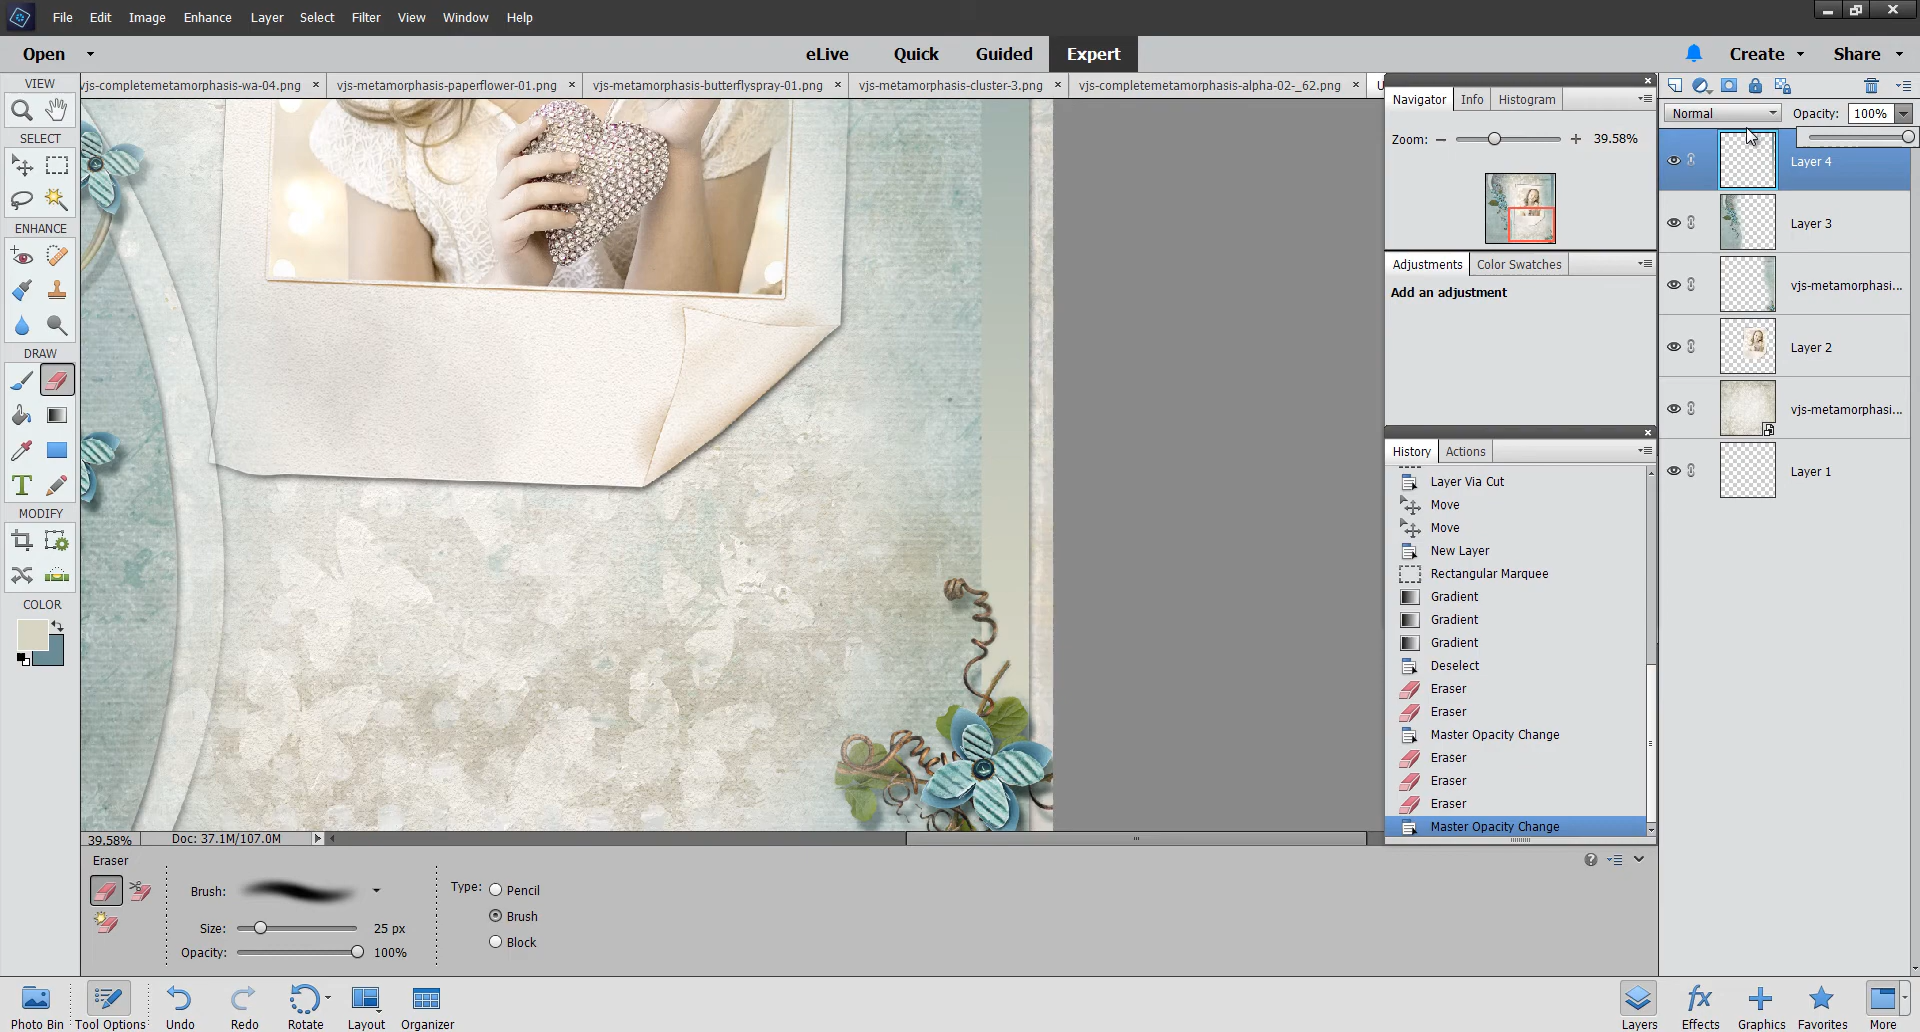 File Edit Image Enhance Layer Select Filter View Window Help
Open eLive Quick Guided Expert Create Share
vjs-completemetamorphasis-wa-04.png × vjs-metamorphasis-paperflower-01.png × vjs-metamorphasis-butterflyspray-01.png × vjs-metamorphasis-cluster-3.png × vjs-completemetamorphasis-alpha-02-_62.png ×
VIEW
SELECT
ENHANCE
DRAW
MODIFY
COLOR
Navigator Info Histogram
Zoom: 39.58%
Adjustments Color Swatches
Add an adjustment
History Actions
Layer Via Cut
Move
Move
New Layer
Rectangular Marquee
Gradient
Gradient
Gradient
Deselect
Eraser
Eraser
Master Opacity Change
Eraser
Eraser
Eraser
Master Opacity Change
Normal Opacity: 100%
Layer 4
Layer 3
vjs-metamorphasi...
Layer 2
vjs-metamorphasi...
Layer 1
39.58% Doc: 37.1M/107.0M
Eraser
Brush:
Size: 25 px
Opacity: 100%
Type: Pencil
Brush
Block
Photo Bin Tool Options Undo Redo Rotate Layout Organizer
Layers Effects Graphics Favorites More